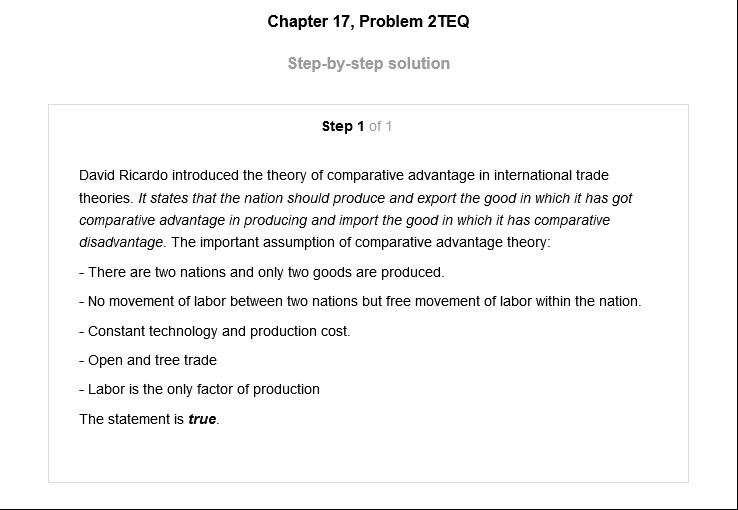 Chapter 17, Problem 2TEQ
Step-by-step solution
Step 1 of 1
David Ricardo introduced the theory of comparative advantage in international trade
theories. It states that the nation should produce and export the good in which it has got
comparative advantage in producing and import the good in which it has comparative
disadvantage. The important assumption of comparative advantage theory:
- There are two nations and only two goods are produced.
- No movement of labor between two nations but free movement of labor within the nation.
- Constant technology and production cost.
- Open and tree trade
- Labor is the only factor of production
The statement is true.